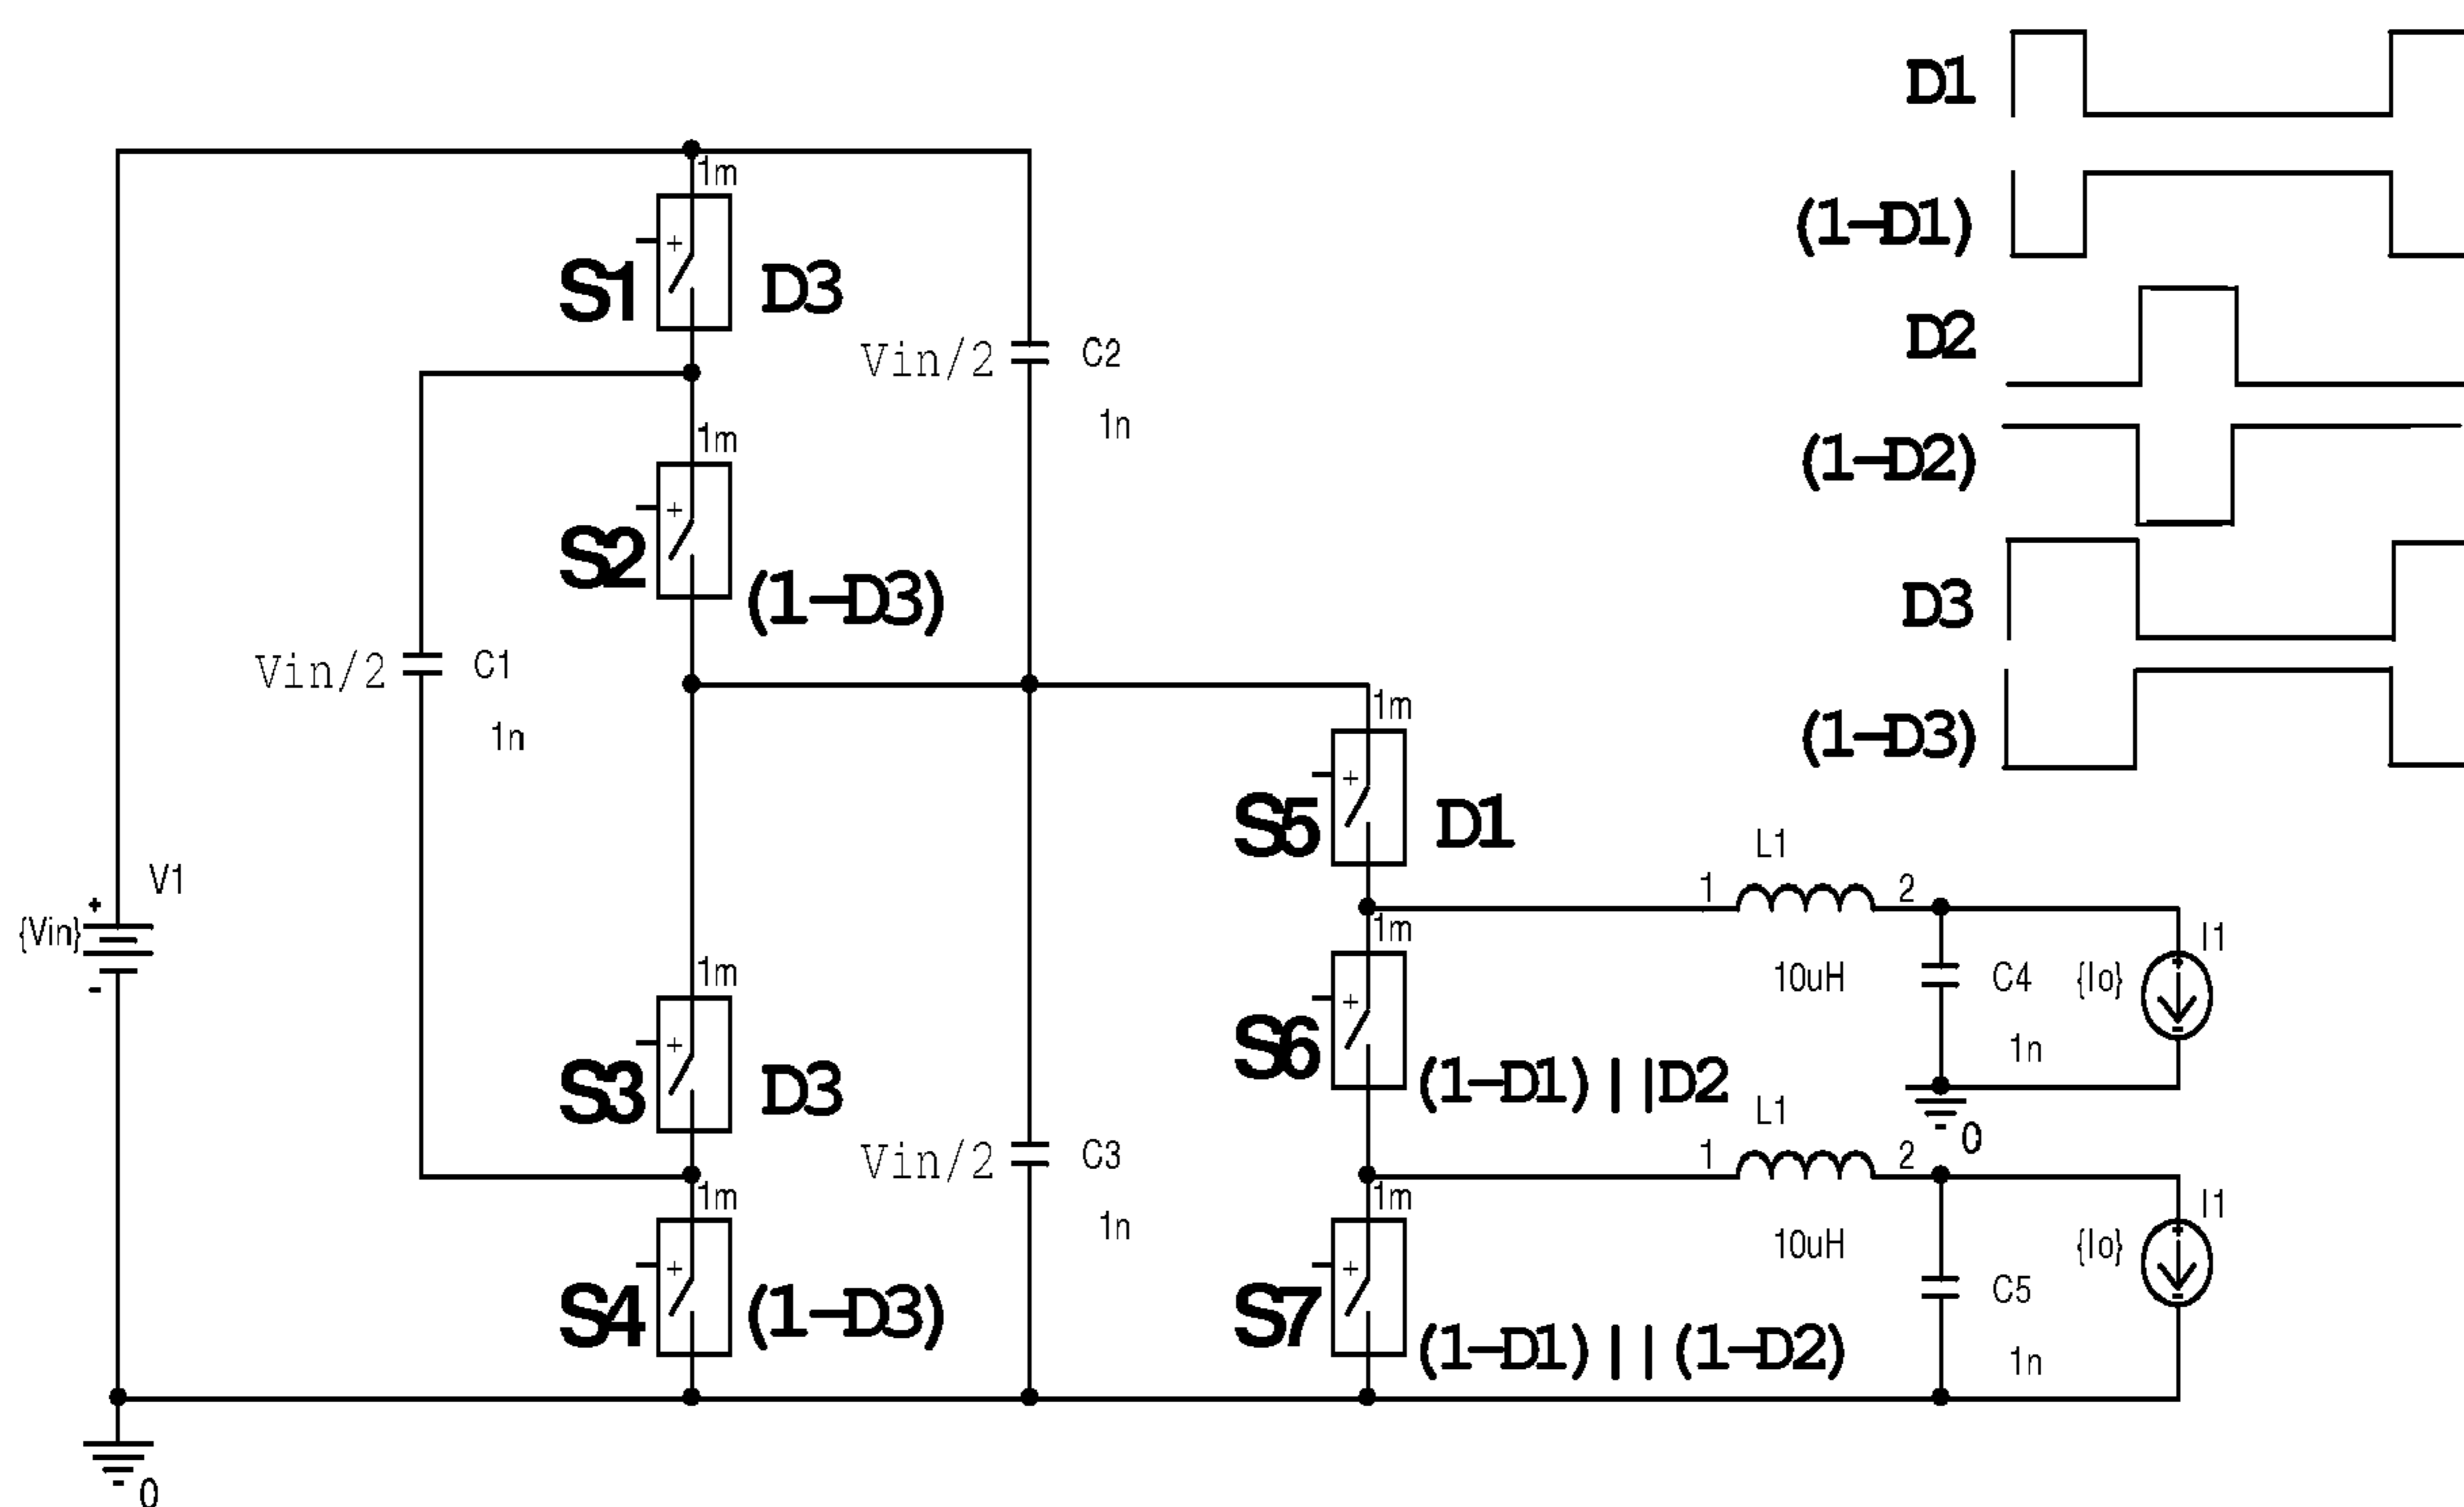 D1
(1-D1)
D2
(1-D2)
D3
(1-D3)
1m
S1
D3
Vin/2
C2
1n
1m
S2
(1-D3)
Vin/2
C1
1n
1m
S5
D1
V1
+
{Vin}
-
1m
S3
D3
L1
1
2
10uH
C4
1n
{Io}
I1
0
1m
S6
(1-D1)||D2
Vin/2
C3
1n
1m
S4
(1-D3)
L1
1
2
10uH
C5
1n
{Io}
I1
1m
S7
(1-D1)||(1-D2)
0